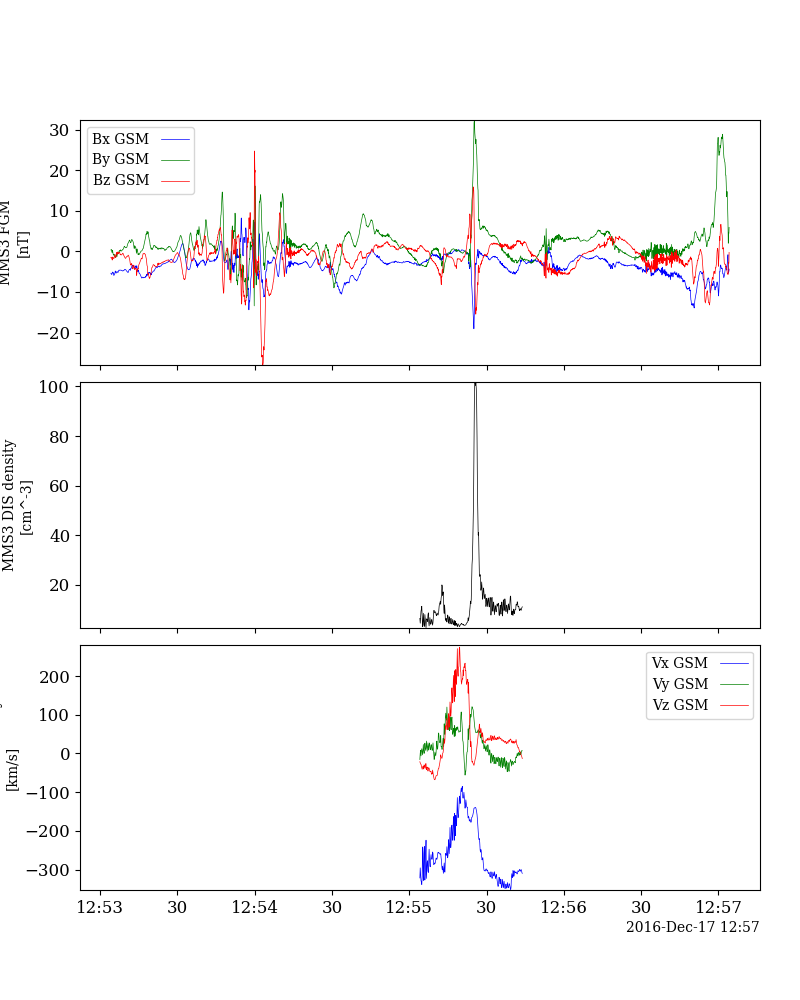 30
20
10
0
−10
−20
MMS3 FGM
[nT]
Bx GSM
By GSM
Bz GSM
100
80
60
40
20
MMS3 DIS density
[cm^-3]
200
100
0
−100
−200
−300
[km/s]
Vx GSM
Vy GSM
Vz GSM
12:53 30 12:54 30 12:55 30 12:56 30 12:57
2016-Dec-17 12:57